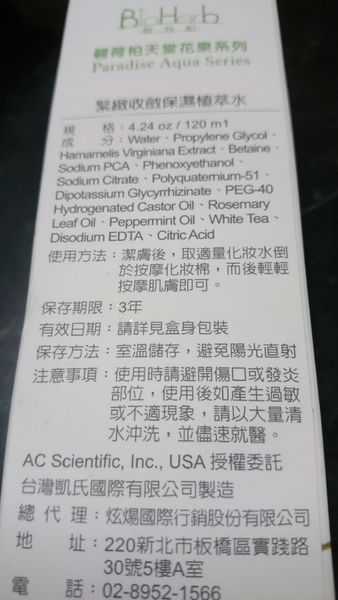 BioHerb
碧荷柏天堂花樂系列
Paradise Aqua Series
緊緻收斂保濕植萃水
規 格：4.24 oz / 120 ml
成 分：Water、Propylene Glycol、
Hamamelis Virginiana Extract、Betaine、
Sodium PCA、Phenoxyethanol、
Sodium Citrate、Polyquaternium-51、
Dipotassium Glycyrrhizinate、PEG-40
Hydrogenated Castor Oil、Rosemary
Leaf Oil、Peppermint Oil、White Tea、
Disodium EDTA、Citric Acid
使用方法：潔膚後，取適量化妝水倒
於按摩化妝棉，而後輕輕
按摩肌膚即可。
保存期限：3年
有效日期：請詳見盒身包裝
保存方法：室溫儲存，避免陽光直射
注意事項：使用時請避開傷口或發炎
部位，使用後如產生過敏
或不適現象，請以大量清
水沖洗，並儘速就醫。
AC Scientific, Inc., USA 授權委託
台灣凱氏國際有限公司製造
總 代 理：炫煬國際行銷股份有限公司
地 址：220新北市板橋區實踐路
30號5樓A室
電 話：02-8952-1566